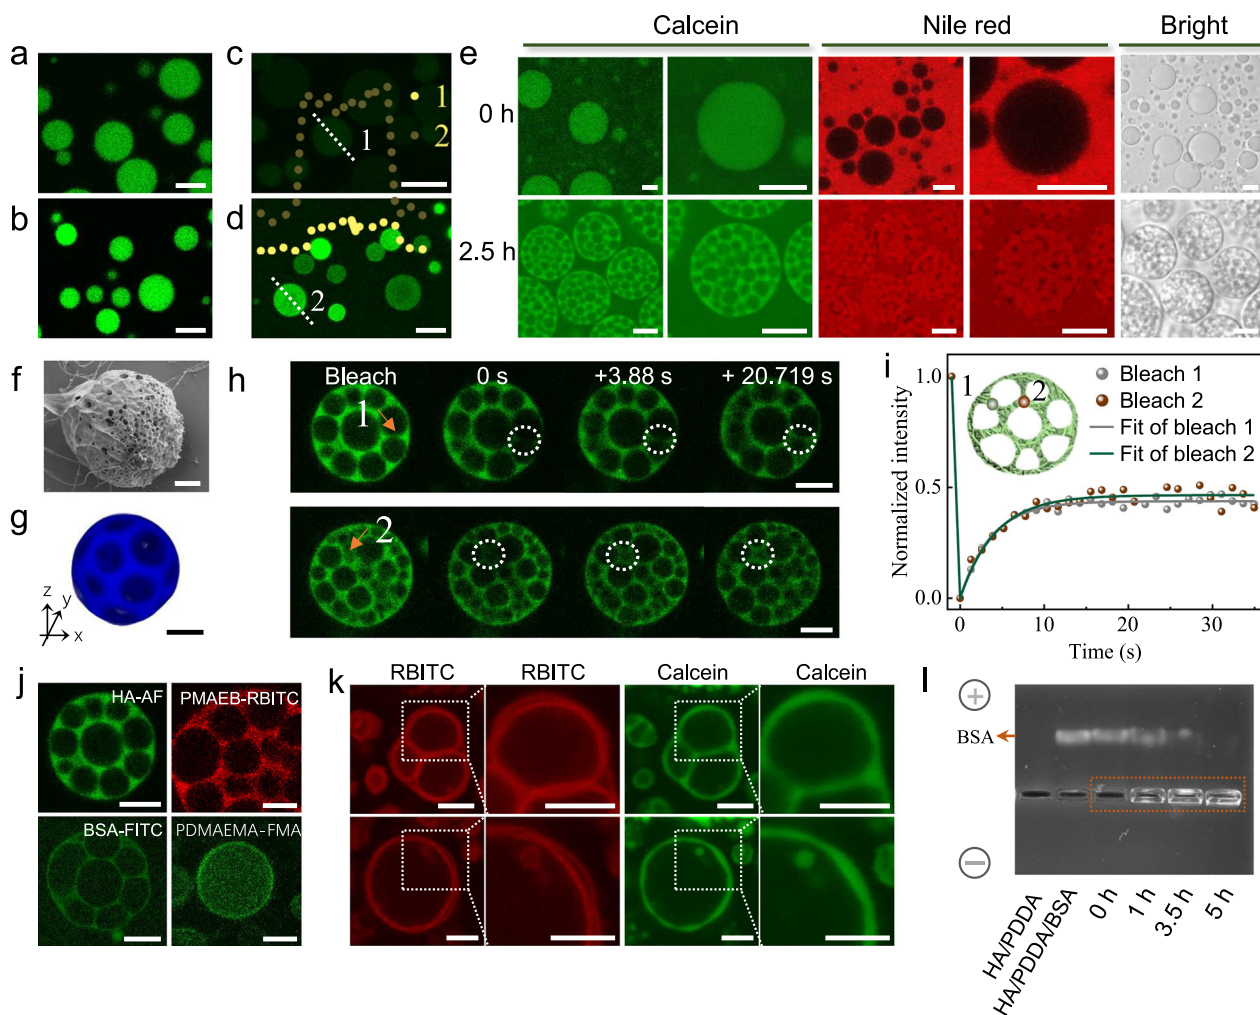 Calcein Nile red Bright
a
c
e
1
2
1
0 h
b
d
2
2.5 h
f
h
Bleach 0 s +3.88 s + 20.719 s
1
i
1.0
1 2
Bleach 1
Bleach 2
Fit of bleach 1
Fit of bleach 2
Normalized intensity
0.5
0.0
0 10 20 30
Time (s)
g
z
y
x
2
j
HA-AF
PMAEB-RBITC
BSA-FITC
PDMAEMA-FMA
k
RBITC RBITC Calcein Calcein
l
+
BSA
−
HA/PDDA
HA/PDDA/BSA
0 h
1 h
3.5 h
5 h